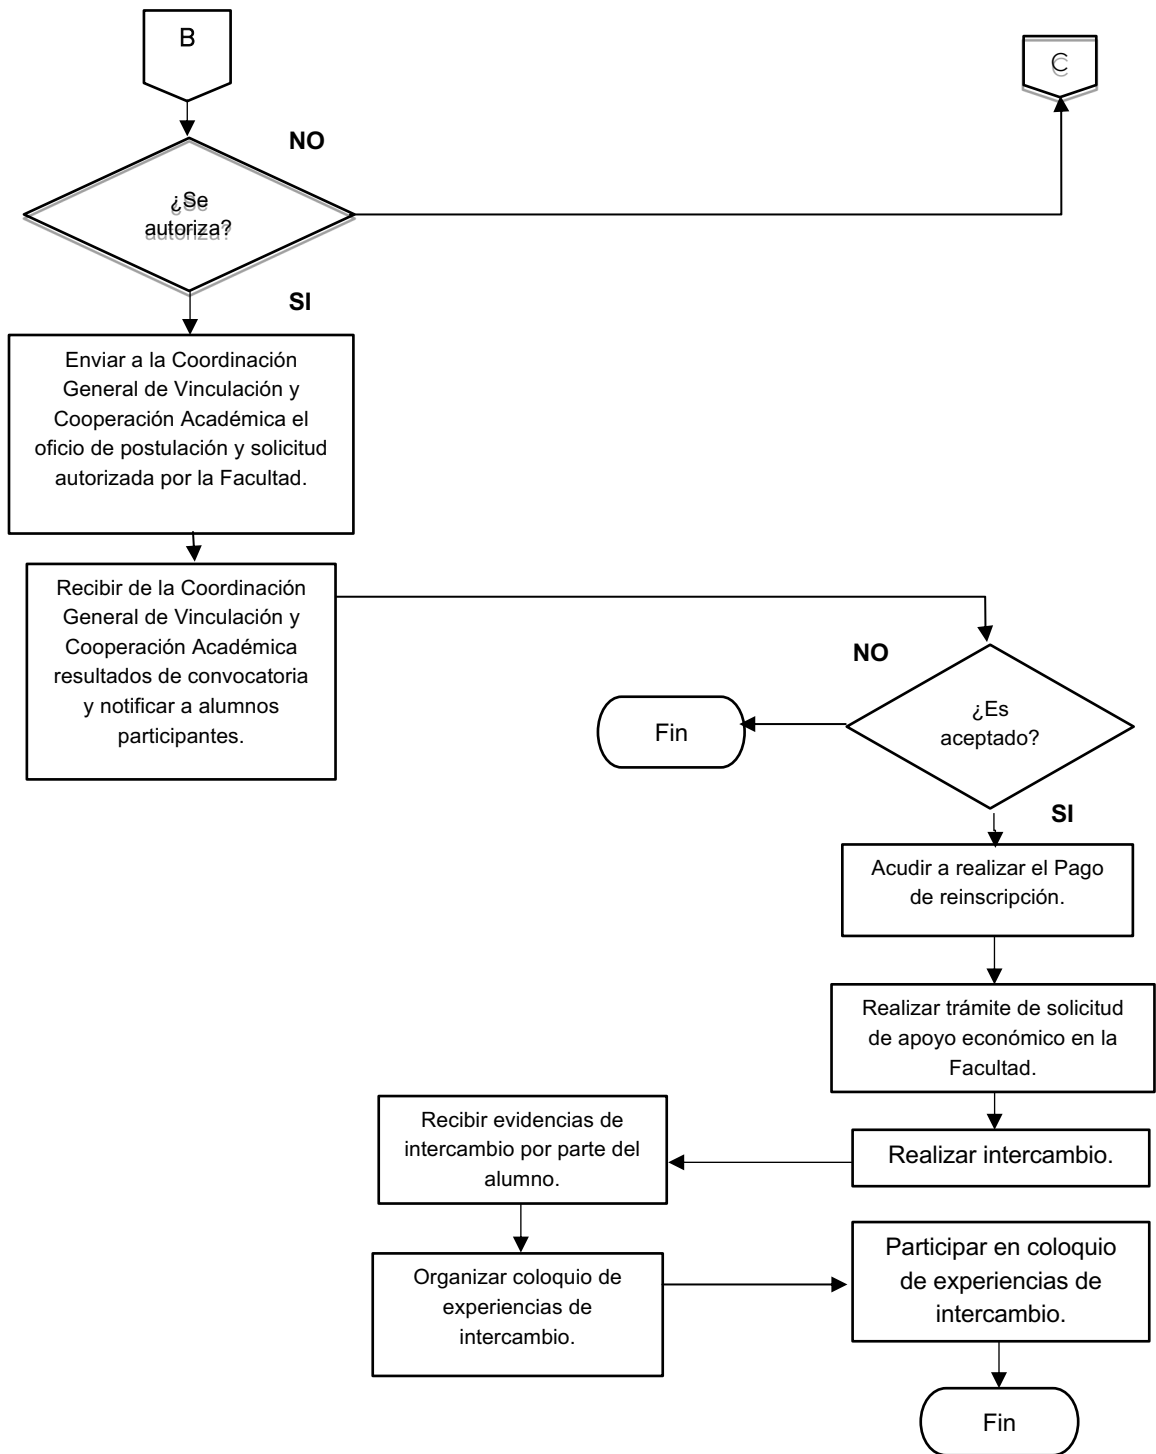 B
C
NO
¿Se
autoriza?
SI
Enviar a la Coordinación
General de Vinculación y
Cooperación Académica el
oficio de postulación y solicitud
autorizada por la Facultad.
Recibir de la Coordinación
General de Vinculación y
Cooperación Académica
resultados de convocatoria
y notificar a alumnos
participantes.
NO
¿Es
aceptado?
Fin
SI
Acudir a realizar el Pago
de reinscripción.
Realizar trámite de solicitud
de apoyo económico en la
Facultad.
Realizar intercambio.
Recibir evidencias de
intercambio por parte del
alumno.
Organizar coloquio de
experiencias de
intercambio.
Participar en coloquio
de experiencias de
intercambio.
Fin